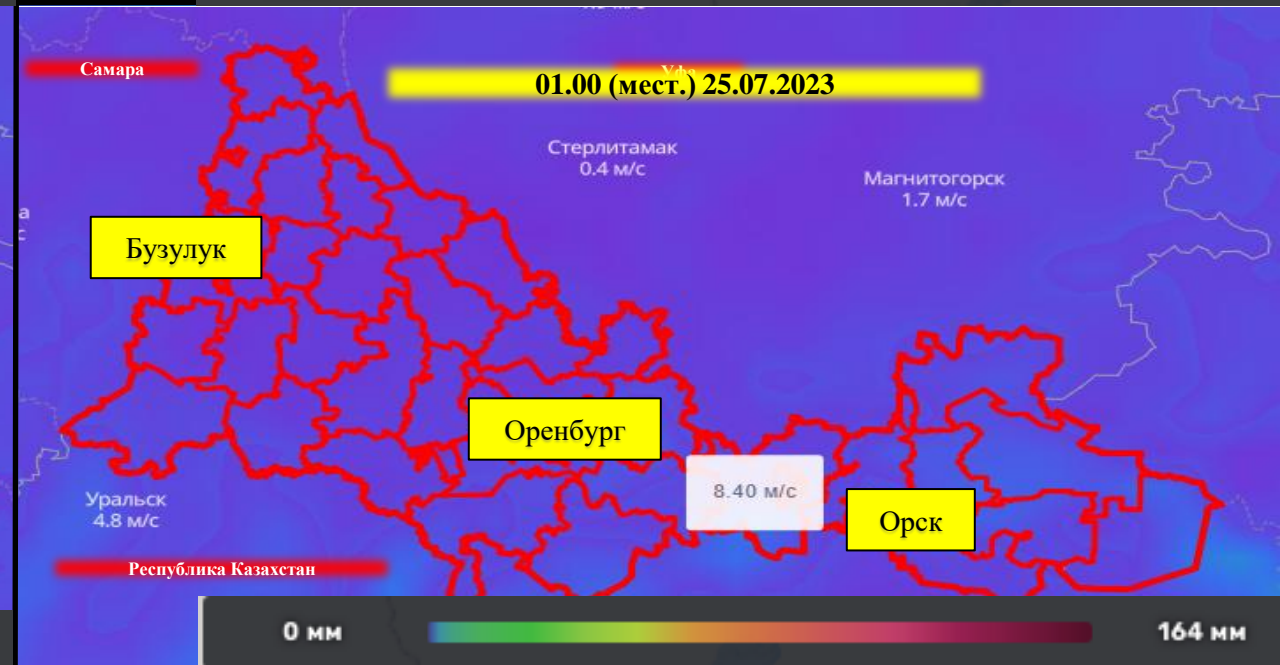 Самара
01.00 (мест.) 25.07.2023
Стерлитамак
0.4 м/с
Магнитогорск
1.7 м/с
Бузулук
Оренбург
8.40 м/с
Уральск
4.8 м/с
Орск
Республика Казахстан
0 мм
164 мм